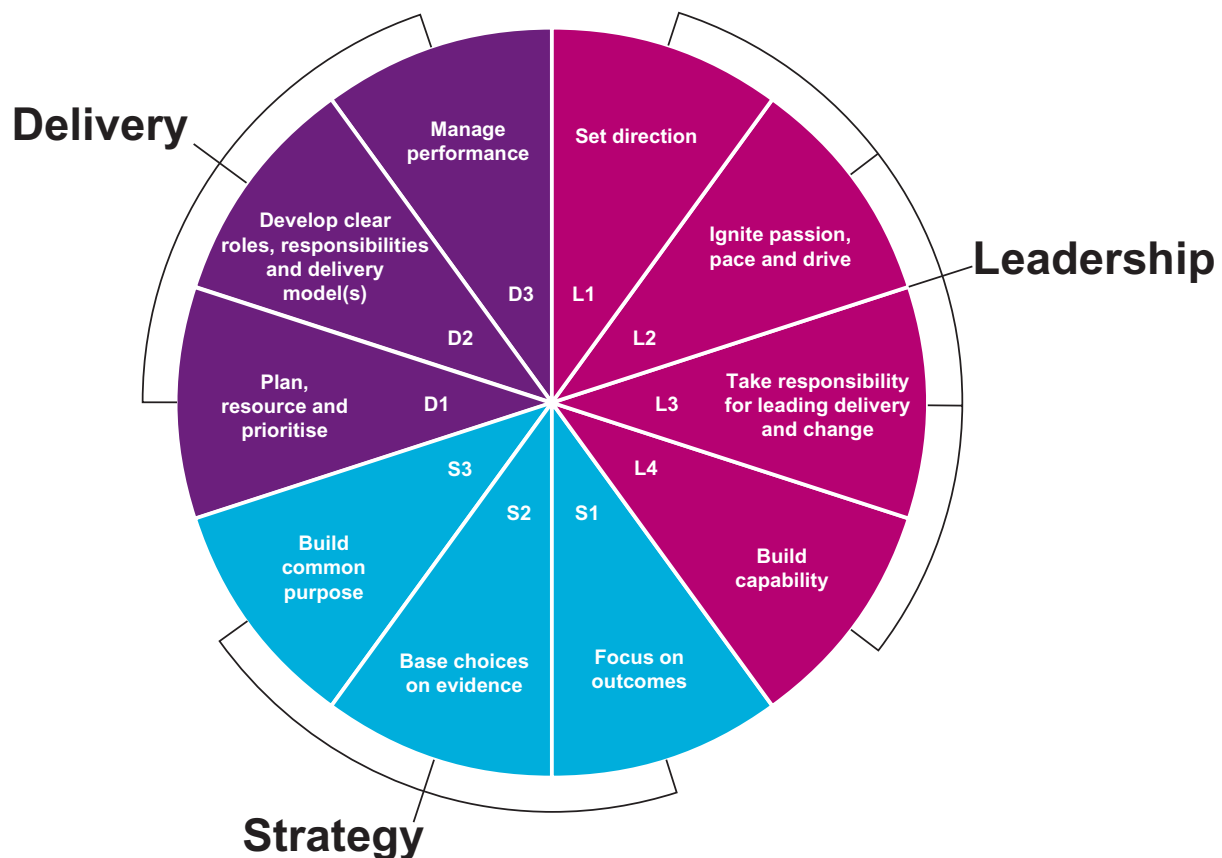 Delivery
Manage
performance
Set direction
Develop clear
roles, responsibilities
and delivery
model(s)
Ignite passion,
pace and drive
Leadership
D3
L1
D2
L2
Plan,
resource and
prioritise
D1
L3
Take responsibility
for leading delivery
and change
S3
L4
S2
S1
Build
common
purpose
Build
capability
Base choices
on evidence
Focus on
outcomes
Strategy